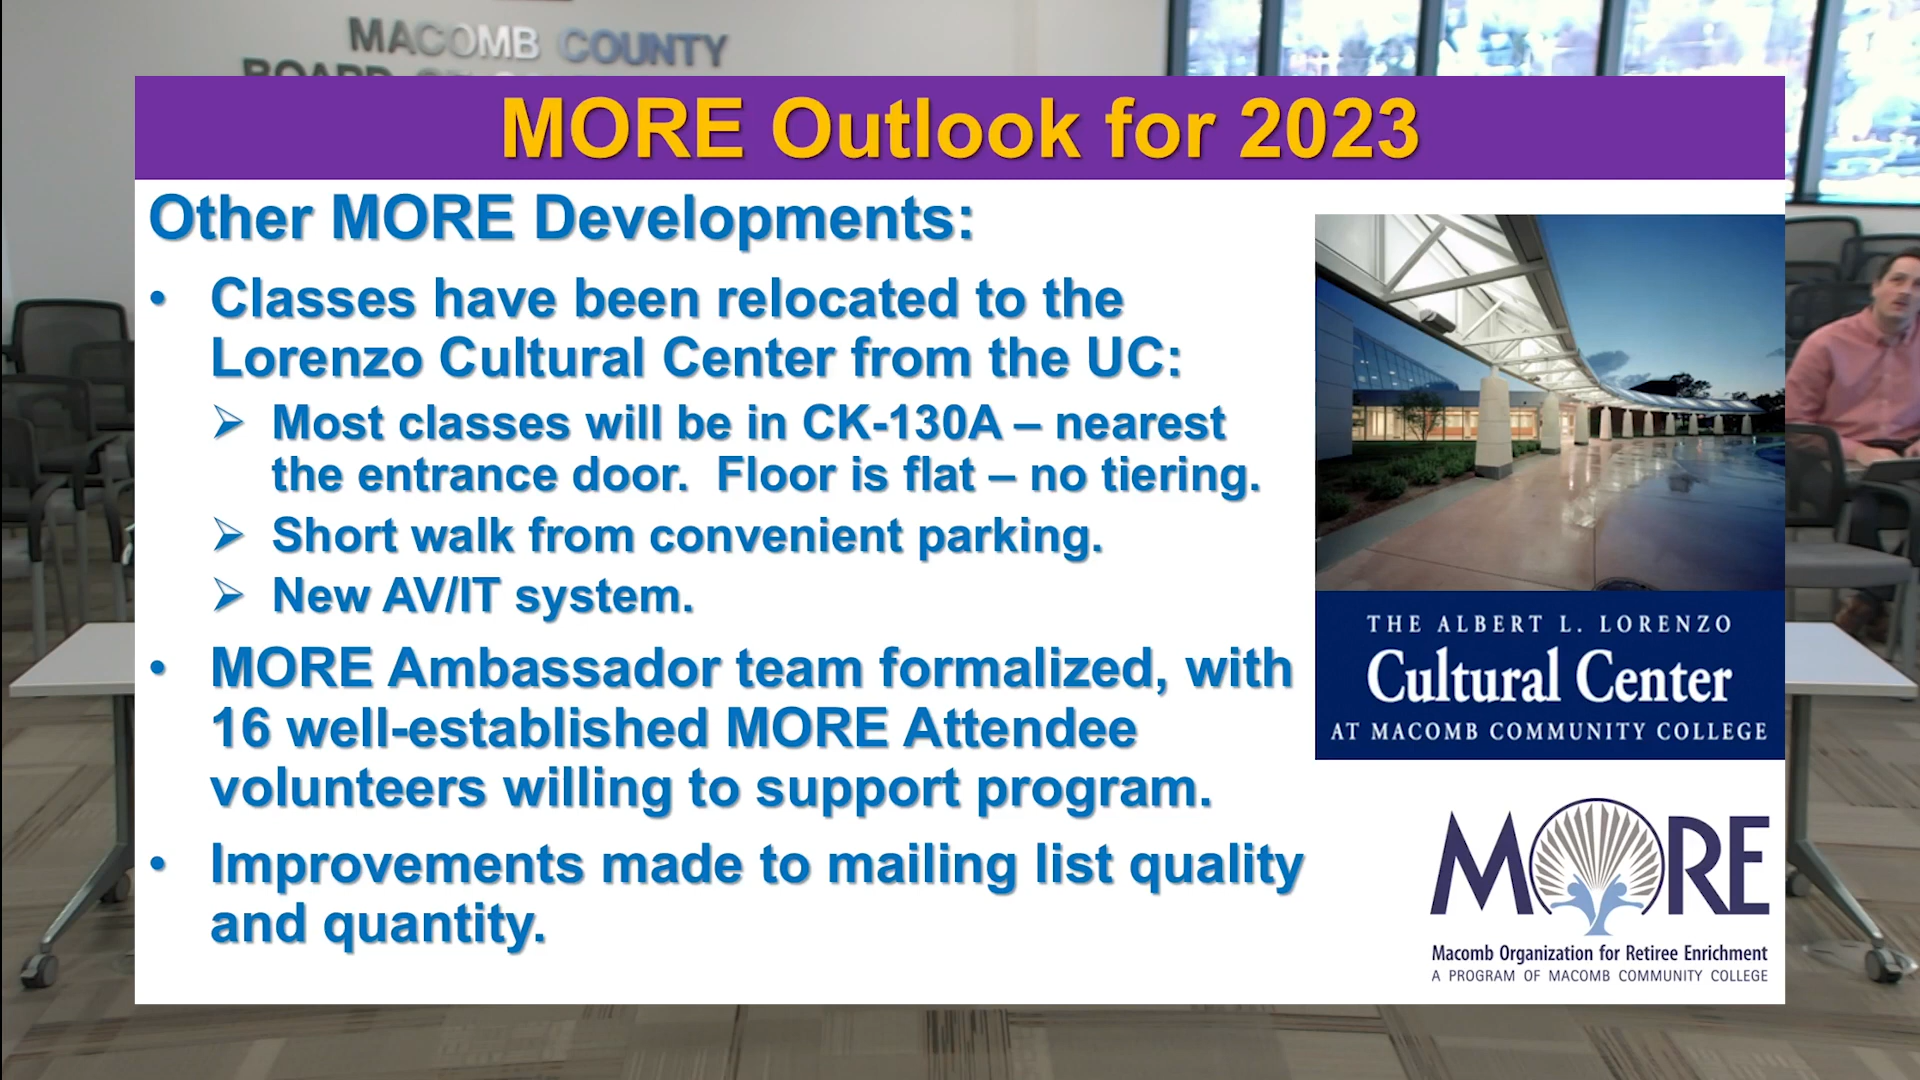 MACOMB COUNTY
BOARD OF
MORE Outlook for 2023
Other MORE Developments:
• Classes have been relocated to the
Lorenzo Cultural Center from the UC:
➢ Most classes will be in CK-130A – nearest
the entrance door. Floor is flat – no tiering.
➢ Short walk from convenient parking.
➢ New AV/IT system.
• MORE Ambassador team formalized, with
16 well-established MORE Attendee
volunteers willing to support program.
• Improvements made to mailing list quality
and quantity.
THE ALBERT L. LORENZO
Cultural Center
AT MACOMB COMMUNITY COLLEGE
MORE
Macomb Organization for Retiree Enrichment
A PROGRAM OF MACOMB COMMUNITY COLLEGE